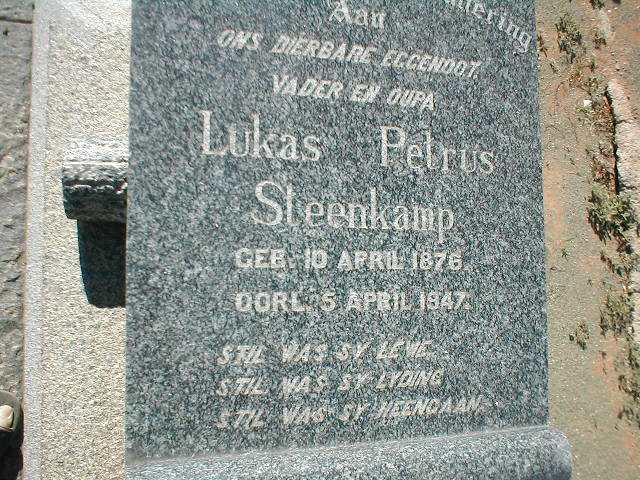 Aan
ONS DIERBARE EGGENOOT,
VADER EN OUPA
Lukas Petrus
Steenkamp
GEB. 10 APRIL 1876.
OORL. 5 APRIL 1947.
STIL WAS SY LEWE
STIL WAS SY LYDING
STIL WAS SY HEENGAAN.